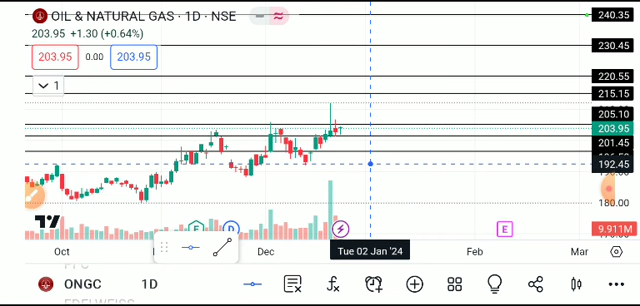 OIL & NATURAL GAS · 1D · NSE
203.95 +1.30 (+0.64%)
203.95 0.00 203.95
1
240.35
230.45
220.55
215.15
205.10
203.95
201.45
192.45
180.00
9.911M
E D E
Oct Dec Tue 02 Jan '24 Feb Mar
ONGC 1D
EDELWEISS